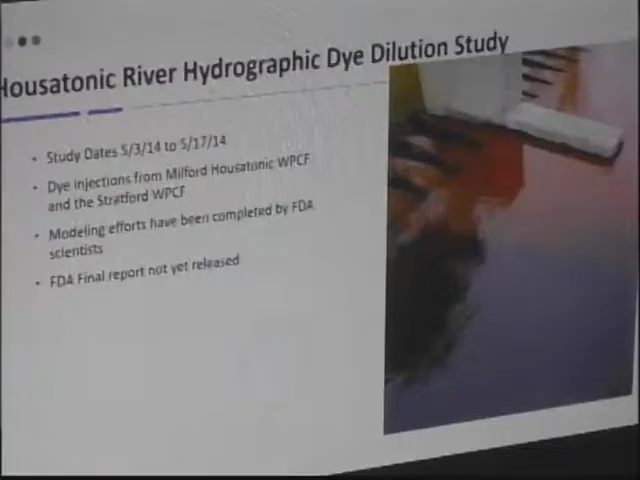 Housatonic River Hydrographic Dye Dilution Study
• Study Dates 5/3/14 to 5/17/14
• Dye Injections from Milford Housatonic WPCF
and the Stratford WPCF
• Modeling efforts have been completed by FDA
scientists
• FDA Final report not yet released